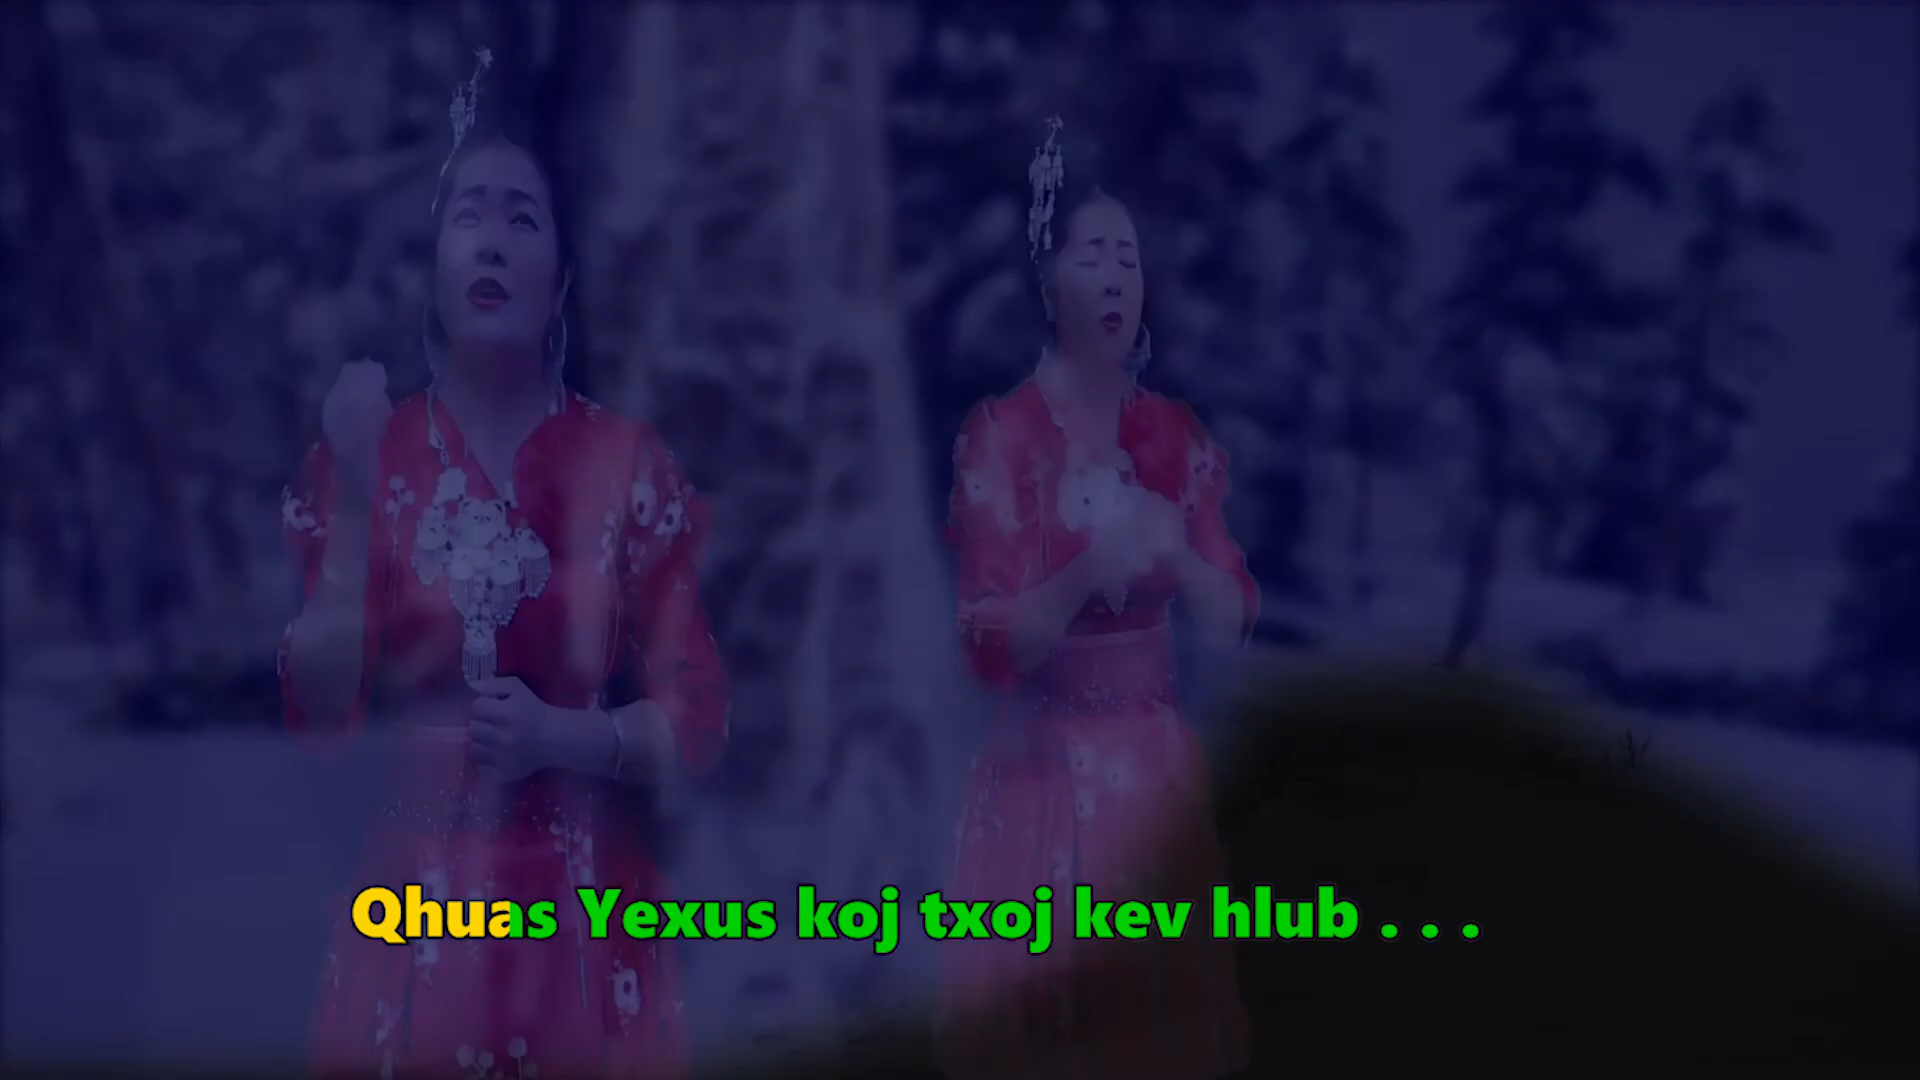 Qhuas Yexus koj txoj kev hlub . . .